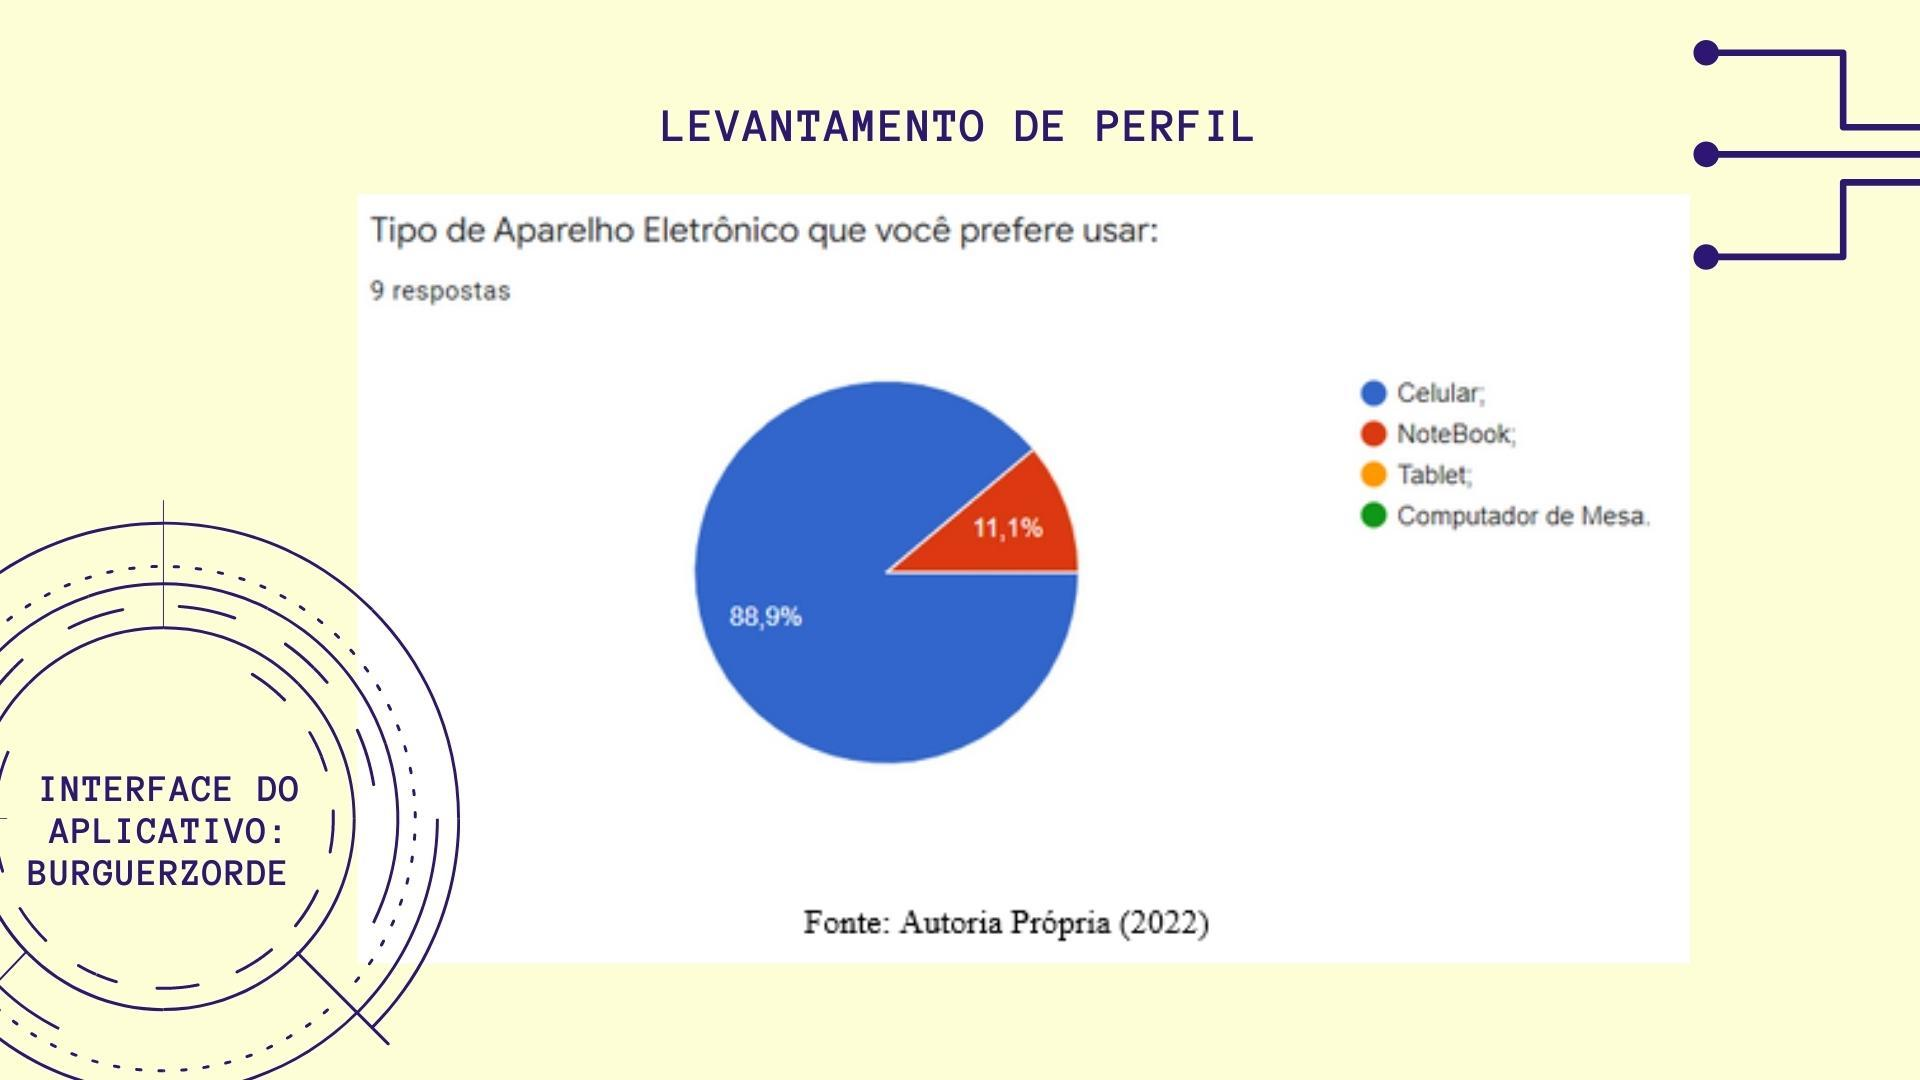 LEVANTAMENTO DE PERFIL
Tipo de Aparelho Eletrônico que você prefere usar:
9 respostas
Celular;
NoteBook;
Tablet;
Computador de Mesa.
11,1%
88,9%
INTERFACE DO
APLICATIVO:
BURGUERZORDE
Fonte: Autoria Própria (2022)